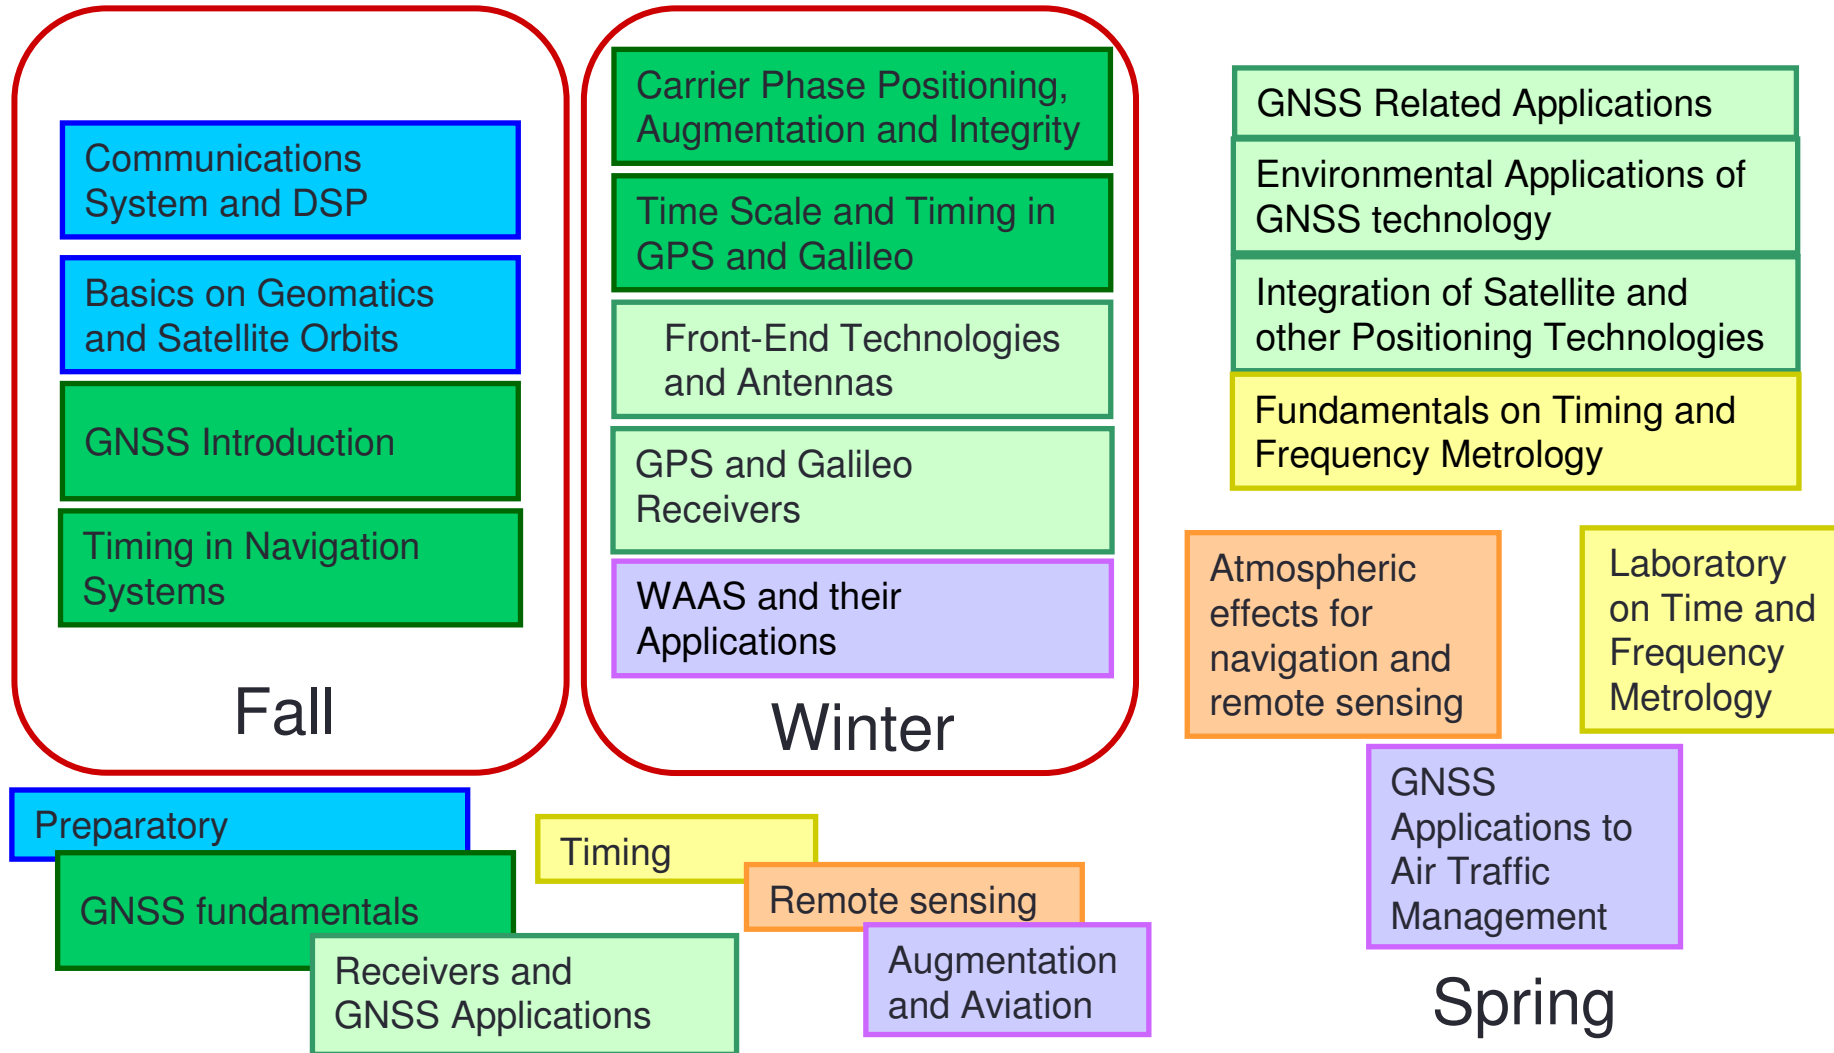 Communications
System and DSP
Basics on Geomatics
and Satellite Orbits
GNSS Introduction
Timing in Navigation
Systems
Fall
Carrier Phase Positioning,
Augmentation and Integrity
Time Scale and Timing in
GPS and Galileo
Front-End Technologies
and Antennas
GPS and Galileo
Receivers
WAAS and their
Applications
Winter
GNSS Related Applications
Environmental Applications of
GNSS technology
Integration of Satellite and
other Positioning Technologies
Fundamentals on Timing and
Frequency Metrology
Atmospheric
effects for
navigation and
remote sensing
Laboratory
on Time and
Frequency
Metrology
GNSS
Applications to
Air Traffic
Management
Spring
Preparatory
GNSS fundamentals
Receivers and
GNSS Applications
Timing
Remote sensing
Augmentation
and Aviation